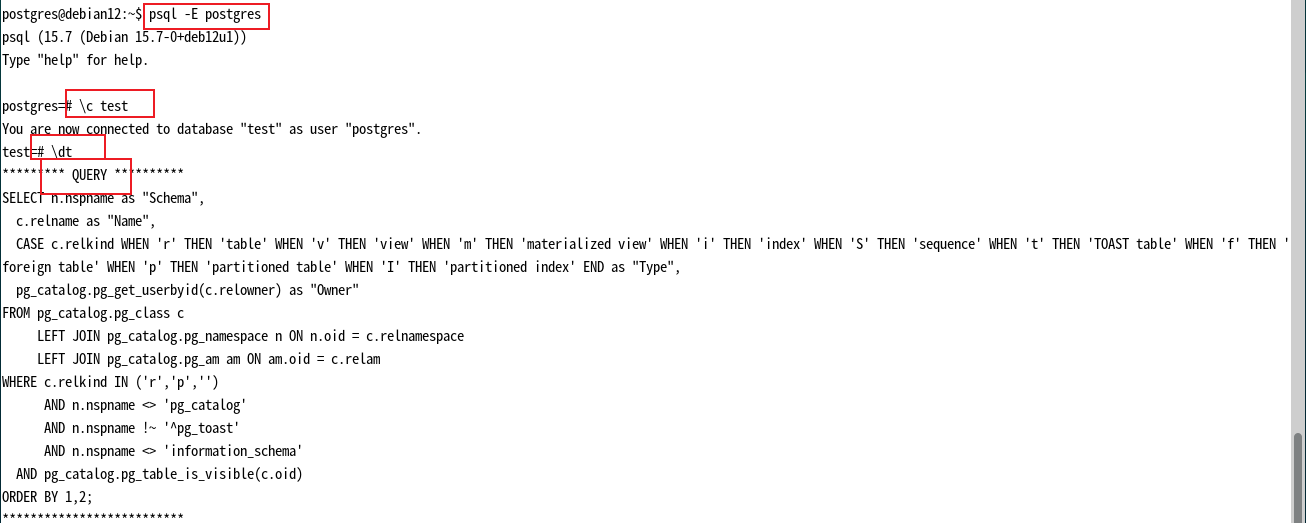 postgres@debian12:~$ psql -E postgres
psql (15.7 (Debian 15.7-0+deb12u1))
Type "help" for help.

postgres=# \c test
You are now connected to database "test" as user "postgres".
test=# \dt
********* QUERY **********
SELECT n.nspname as "Schema",
  c.relname as "Name",
  CASE c.relkind WHEN 'r' THEN 'table' WHEN 'v' THEN 'view' WHEN 'm' THEN 'materialized view' WHEN 'i' THEN 'index' WHEN 'S' THEN 'sequence' WHEN 't' THEN 'TOAST table' WHEN 'f' THEN '
foreign table' WHEN 'p' THEN 'partitioned table' WHEN 'I' THEN 'partitioned index' END as "Type",
  pg_catalog.pg_get_userbyid(c.relowner) as "Owner"
FROM pg_catalog.pg_class c
     LEFT JOIN pg_catalog.pg_namespace n ON n.oid = c.relnamespace
     LEFT JOIN pg_catalog.pg_am am ON am.oid = c.relam
WHERE c.relkind IN ('r','p','')
      AND n.nspname <> 'pg_catalog'
      AND n.nspname !~ '^pg_toast'
      AND n.nspname <> 'information_schema'
  AND pg_catalog.pg_table_is_visible(c.oid)
ORDER BY 1,2;
**************************